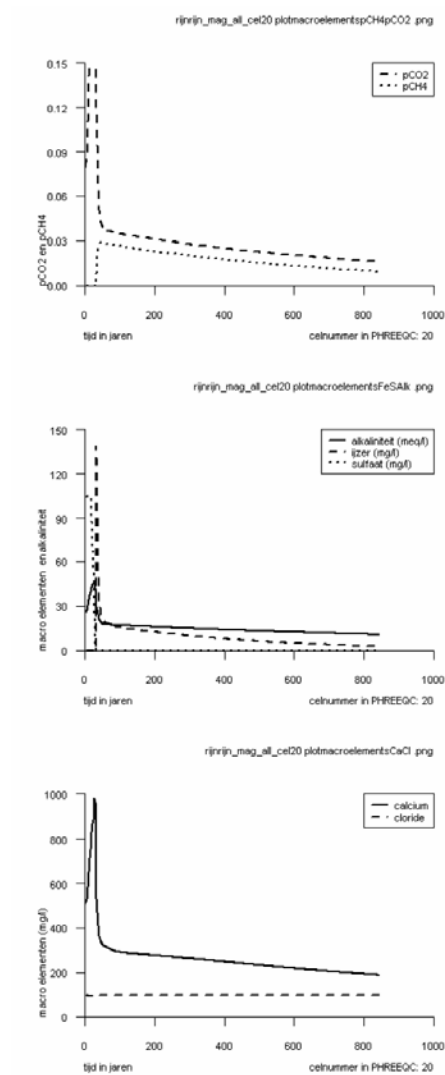 rijnrijn_mag_all_cel20 plotmacroelementspCH4pCO2 .png
pCO2 en pCH4
0.15
0.12
0.09
0.06
0.03
0.00
pCO2
pCH4
0 200 400 600 800 1000
tijd in jaren celnummer in PHREEQC: 20
rijnrijn_mag_all_cel20 plotmacroelementsFeSAlk .png
macro elementen en alkaliniteit
150
120
90
60
30
0
alkaliniteit (meq/l)
ijzer (mg/l)
sulfaat (mg/l)
0 200 400 600 800 1000
tijd in jaren celnummer in PHREEQC: 20
rijnrijn_mag_all_cel20 plotmacroelementsCaCl .png
macro elementen (mg/l)
1000
800
600
400
200
0
calcium
cloride
0 200 400 600 800 1000
tijd in jaren celnummer in PHREEQC: 20